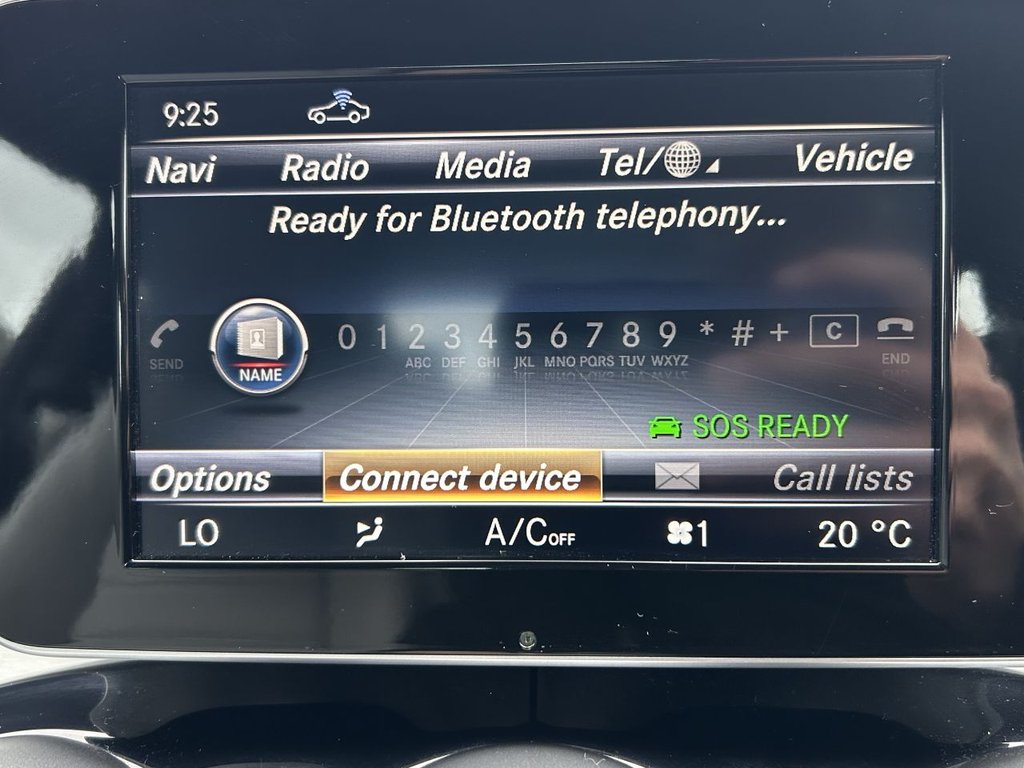 9:25
Navi Radio Media Tel/ Vehicle
Ready for Bluetooth telephony...
0 1 2 3 4 5 6 7 8 9 * # + C
SEND NAME ABC DEF GHI JKL MNO PQRS TUV WXYZ END
SOS READY
Options Connect device Call lists
LO A/C OFF 1 20 °C